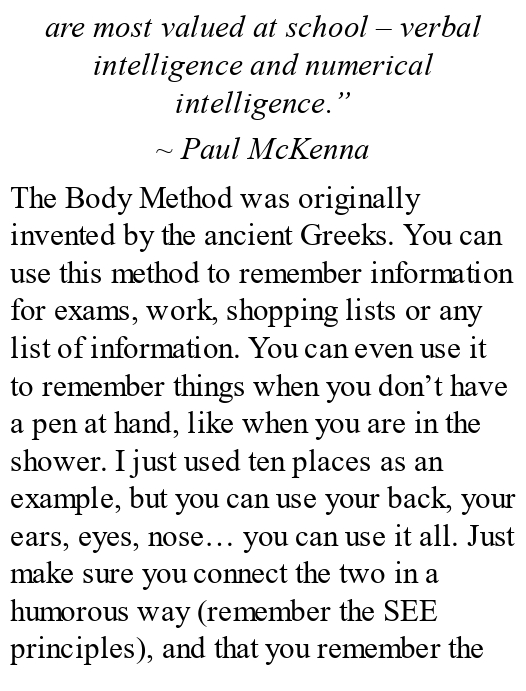 are most valued at school – verbal
intelligence and numerical
intelligence.”
~ Paul McKenna
The Body Method was originally
invented by the ancient Greeks. You can
use this method to remember information
for exams, work, shopping lists or any
list of information. You can even use it
to remember things when you don’t have
a pen at hand, like when you are in the
shower. I just used ten places as an
example, but you can use your back, your
ears, eyes, nose… you can use it all. Just
make sure you connect the two in a
humorous way (remember the SEE
principles), and that you remember the